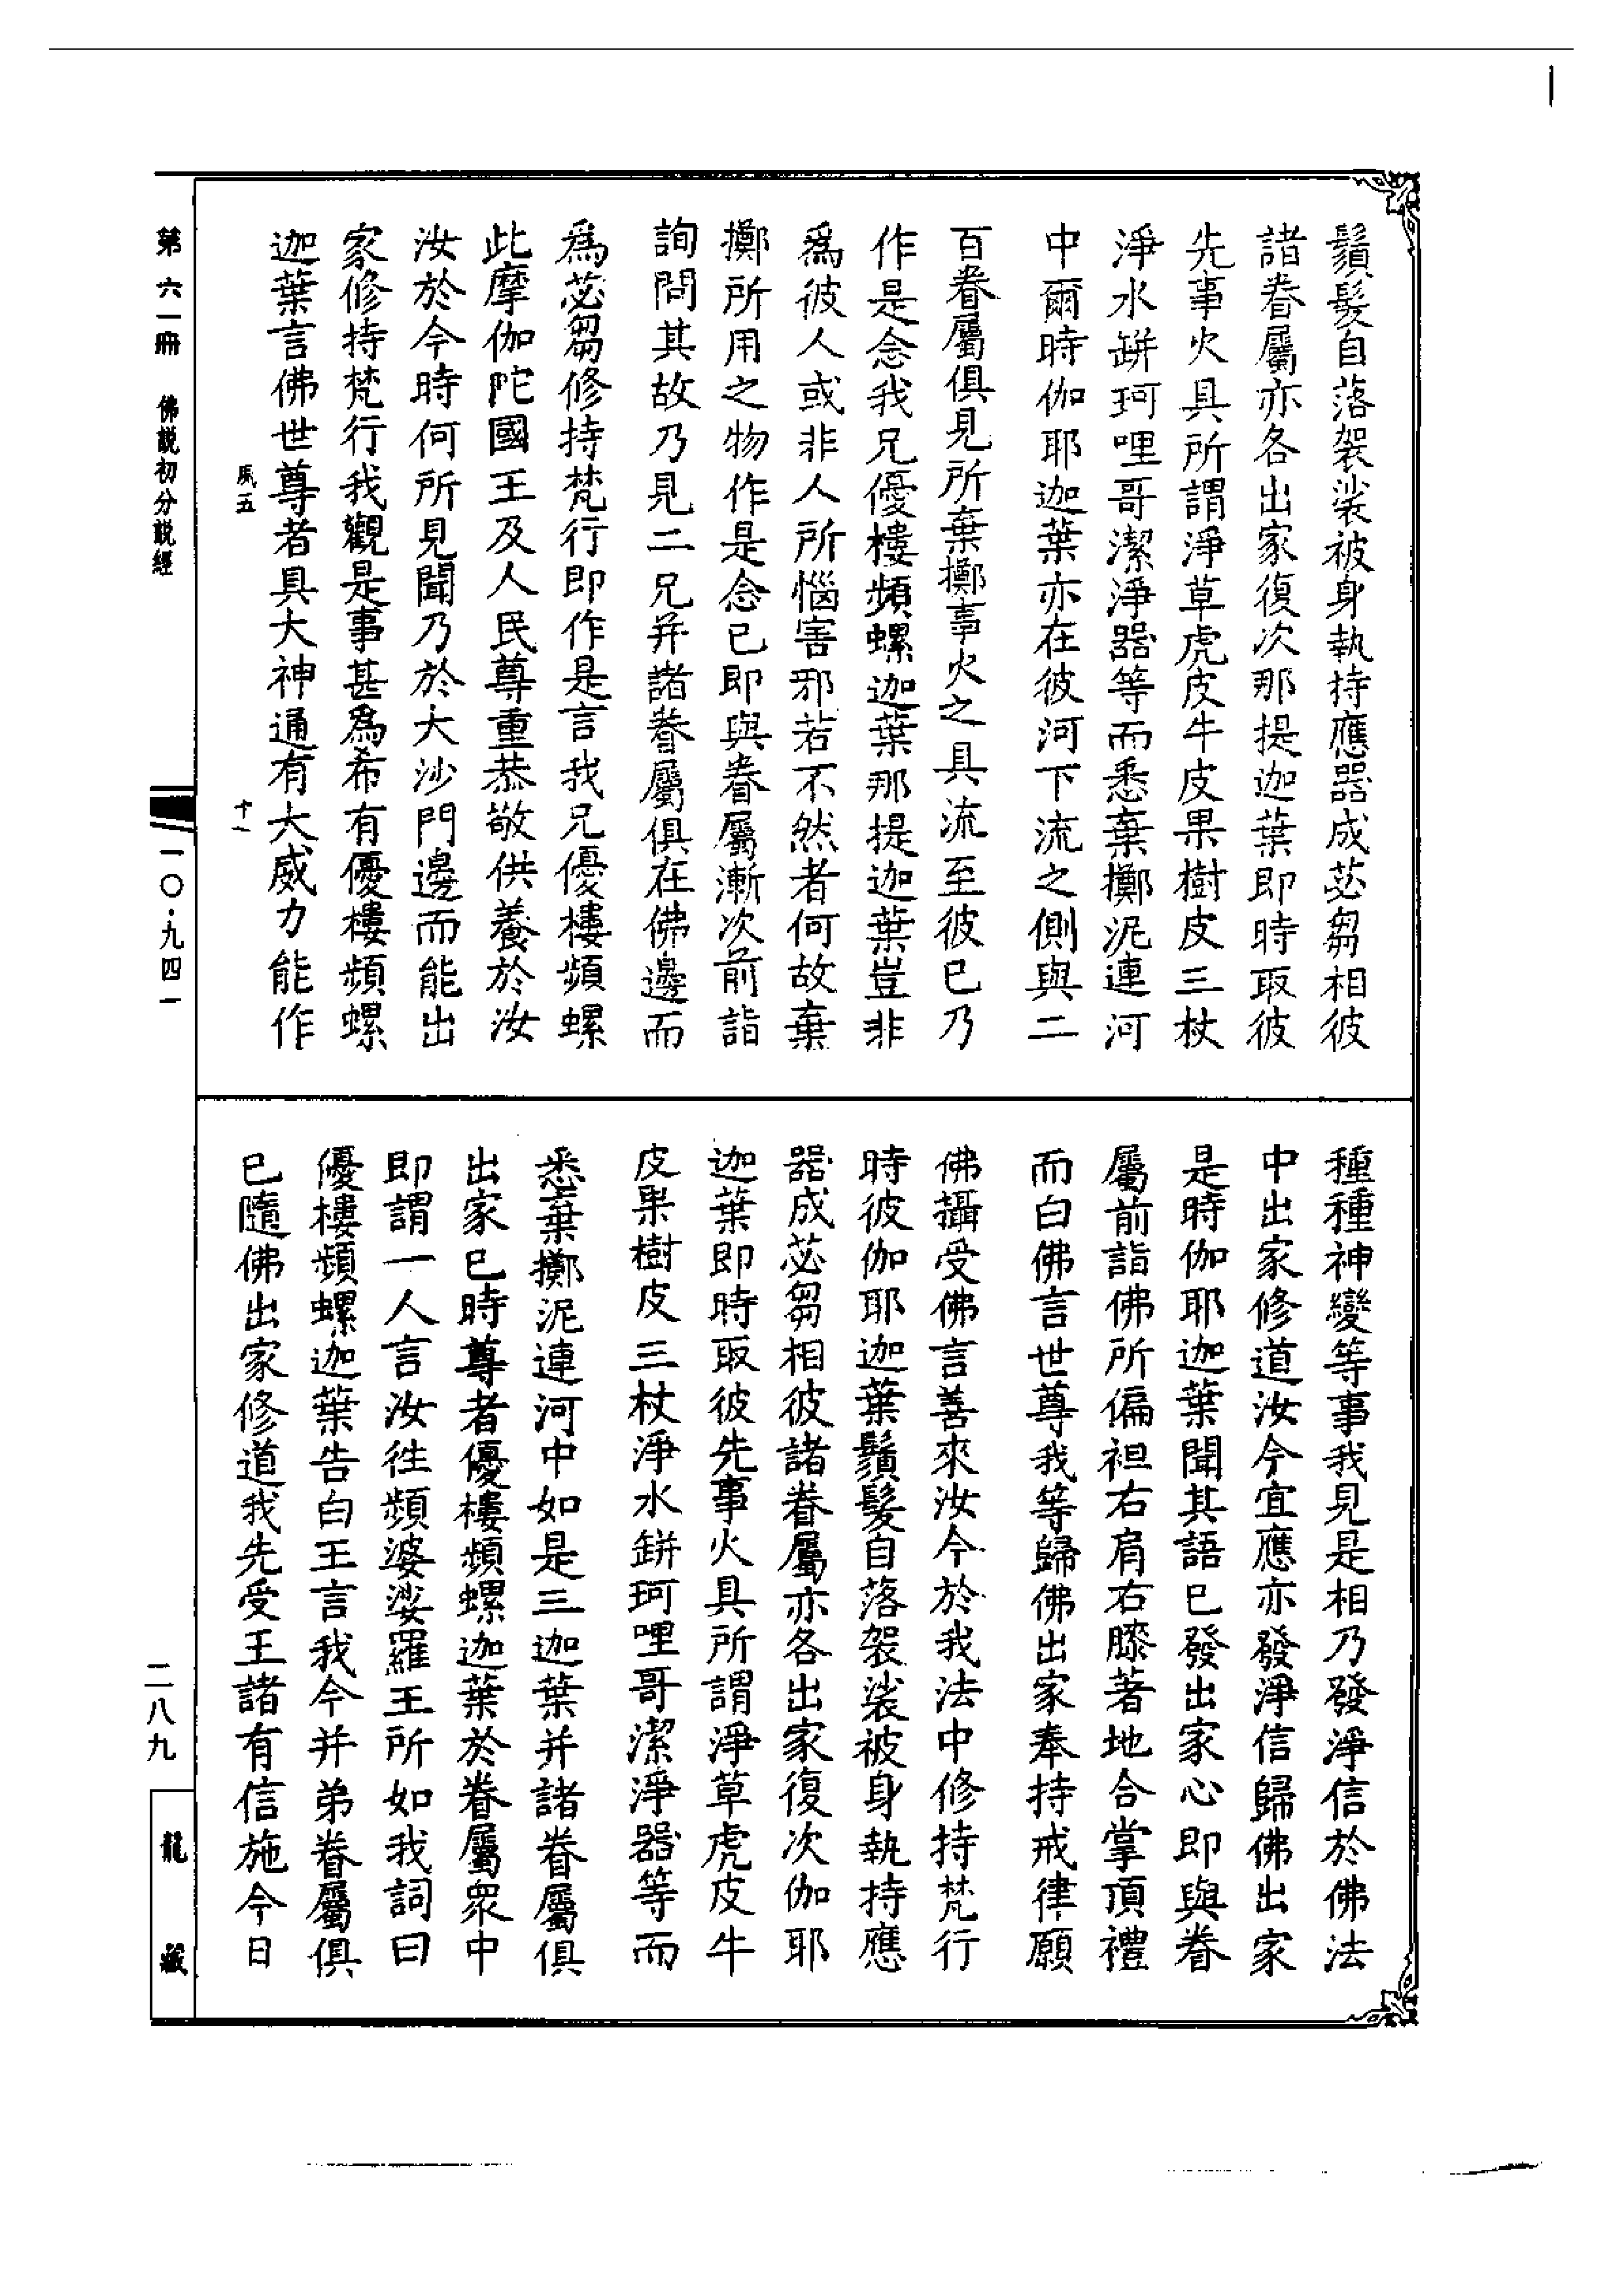 鬚髮自落袈裟被身執持應器成苾芻相彼
諸眷屬亦各出家復次那提迦葉即時取彼
先事火具所謂淨草虎皮牛皮果樹皮三杖
淨水缾珂哩哥潔淨器等而悉棄擲泥連河
中爾時伽耶迦葉亦在彼河下流之側與二
百眷屬俱見所棄擲事火之具流至彼已乃
作是念我兄優樓頻螺迦葉那提迦葉豈非
為彼人或非人所惱害邪若不然者何故棄
擲所用之物作是念已即與眷屬漸次前詣
詢問其故乃見二兄并諸眷屬俱在佛邊而
為苾芻修持梵行即作是言我兄優樓頻螺
此摩伽陀國王及人民尊重恭敬供養於汝
汝於今時何所見聞乃於大沙門邊而能出
家修持梵行我觀是事甚為希有優樓頻螺
迦葉言佛世尊者具大神通有大威力能作
種種神變等事我見是相乃發淨信於佛法
中出家修道汝今宜應亦發淨信歸佛出家
是時伽耶迦葉聞其語已發出家心即與眷
屬前詣佛所偏袒右肩右膝著地合掌頂禮
而白佛言世尊我等歸佛出家奉持戒律願
佛攝受佛言善來汝今於我法中修持梵行
時彼伽耶迦葉鬚髮自落袈裟被身執持應
器成苾芻相彼諸眷屬亦各出家復次伽耶
迦葉即時取彼先事火具所謂淨草虎皮牛
皮果樹皮三杖淨水缾珂哩哥潔淨器等而
悉棄擲泥連河中如是三迦葉并諸眷屬俱
出家已時尊者優樓頻螺迦葉於眷屬眾中
即謂一人言汝往頻婆娑羅王所如我詞曰
優樓頻螺迦葉告白王言我今并弟眷屬俱
已隨佛出家修道我先受王諸有信施今日
風五
十一
第六一冊 佛説初分説經
一〇·九四一
二八九
龍藏